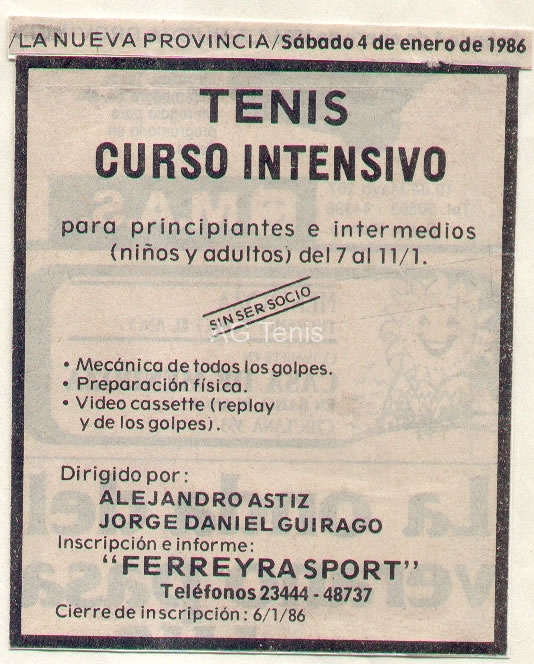 /LA NUEVA PROVINCIA/Sábado 4 de enero de 1986
TENIS
CURSO INTENSIVO
para principiantes e intermedios
(niños y adultos) del 7 al 11/1.
SIN SER SOCIO
AG Tenis
• Mecánica de todos los golpes.
• Preparación física.
• Video cassette (replay
y de los golpes).
Dirigido por:
ALEJANDRO ASTIZ
JORGE DANIEL GUIRAGO
Inscripción e informe:
"FERREYRA SPORT"
Teléfonos 23444 - 48737
Cierre de inscripción: 6/1/86